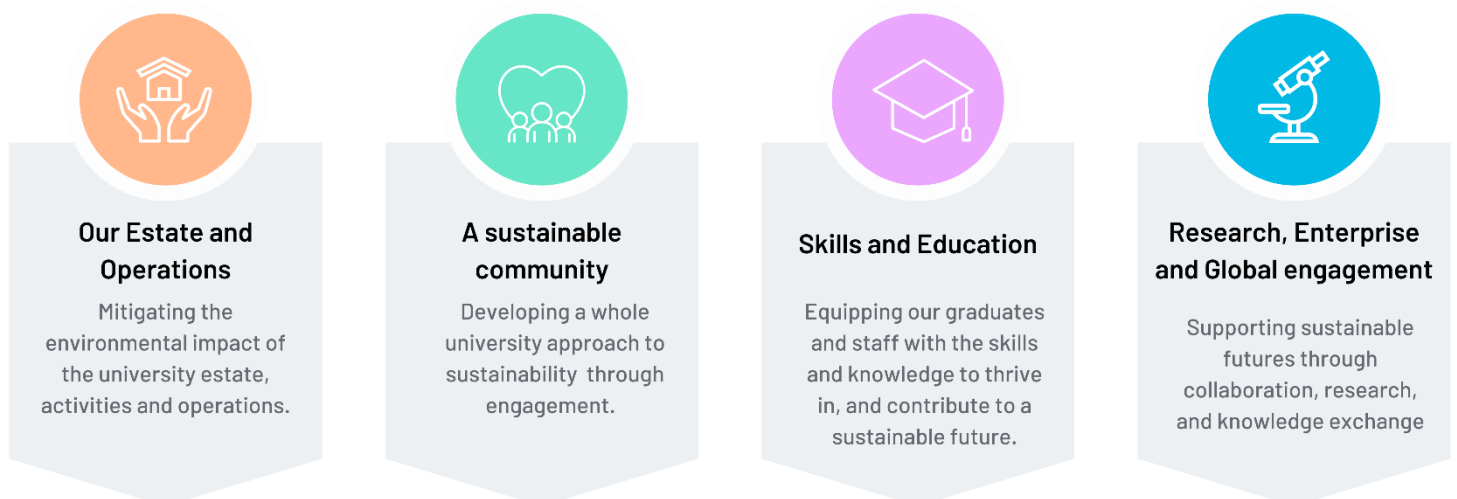 Our Estate and
Operations
Mitigating the
environmental impact of
the university estate,
activities and operations.
A sustainable
community
Developing a whole
university approach to
sustainability through
engagement.
Skills and Education
Equipping our graduates
and staff with the skills
and knowledge to thrive
in, and contribute to a
sustainable future.
Research, Enterprise
and Global engagement
Supporting sustainable
futures through
collaboration, research,
and knowledge exchange